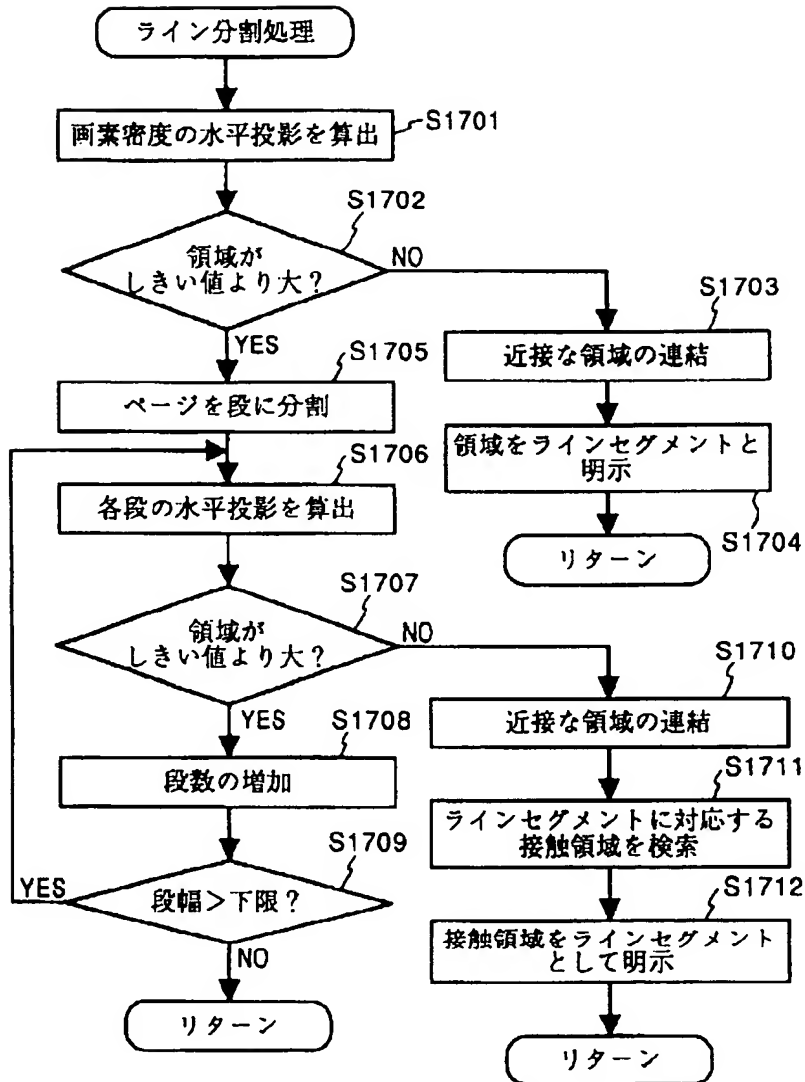 ライン分割処理
画素密度の水平投影を算出
S1701
S1702
領域が
しきい値より大?
NO
YES
S1703
近接な領域の連結
領域をラインセグメントと
明示
S1704
リターン
S1705
ページを段に分割
S1706
各段の水平投影を算出
S1707
領域が
しきい値より大?
NO
YES
S1708
段数の増加
S1709
段幅>下限?
YES
NO
リターン
S1710
近接な領域の連結
S1711
ラインセグメントに対応する
接触領域を検索
S1712
接触領域をラインセグメント
として明示
リターン